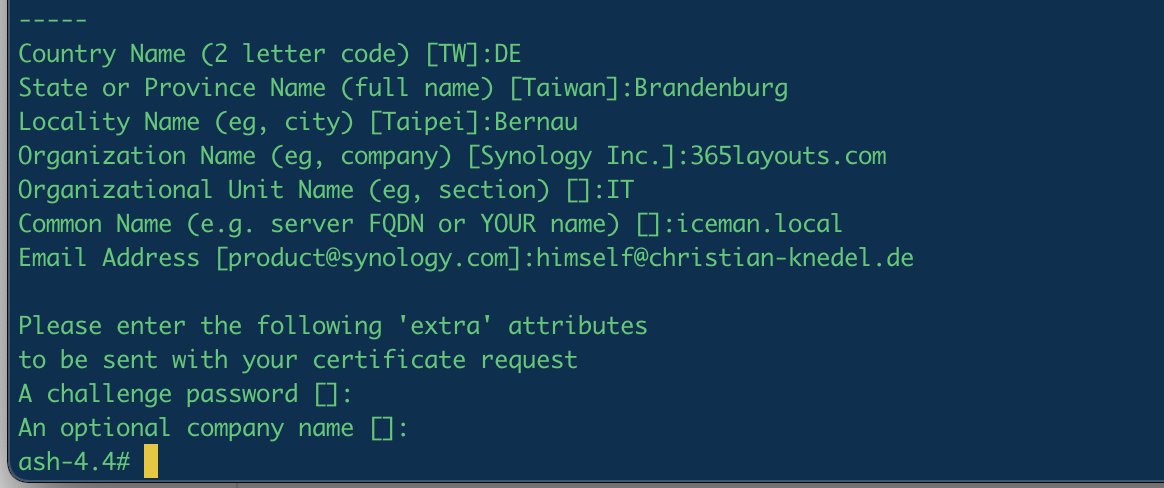 -----
Country Name (2 letter code) [TW]:DE
State or Province Name (full name) [Taiwan]:Brandenburg
Locality Name (eg, city) [Taipei]:Bernau
Organization Name (eg, company) [Synology Inc.]:365layouts.com
Organizational Unit Name (eg, section) []:IT
Common Name (e.g. server FQDN or YOUR name) []:iceman.local
Email Address [product@synology.com]:himself@christian-knedel.de

Please enter the following 'extra' attributes
to be sent with your certificate request
A challenge password []:
An optional company name []:
ash-4.4#